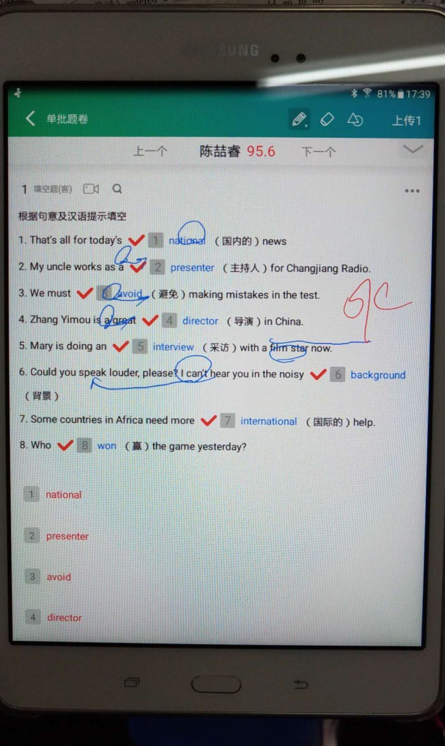 SAMSUNG
81% 17:39
单批题卷 上传1
上一个 陈喆睿 95.6 下一个
1 填空题(客)
根据句意及汉语提示填空
1. That's all for today's 1 national （国内的）news
2. My uncle works as a 2 presenter （主持人）for Changjiang Radio.
3. We must 3 avoid （避免）making mistakes in the test.
4. Zhang Yimou is a great 4 director （导演）in China.
5. Mary is doing an 5 interview （采访）with a film star now.
6. Could you speak louder, please? I can't hear you in the noisy 6 background
（背景）
7. Some countries in Africa need more 7 international （国际的）help.
8. Who 8 won （赢）the game yesterday?
1 national
2 presenter
3 avoid
4 director